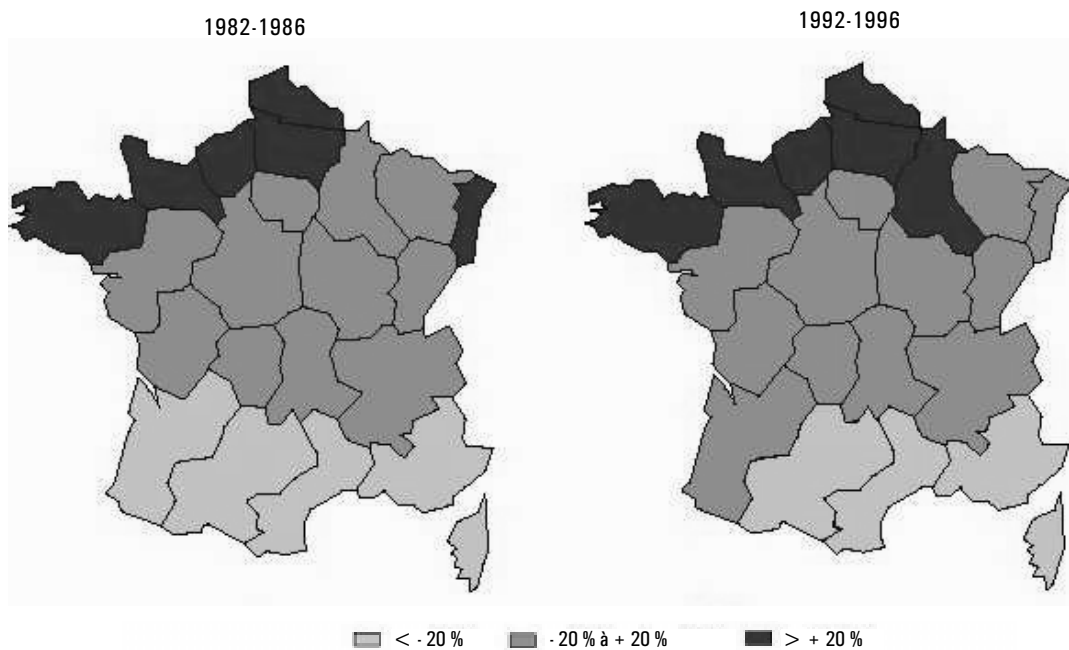 1982-1986
1992-1996
< - 20 %
- 20 % à + 20 %
> + 20 %